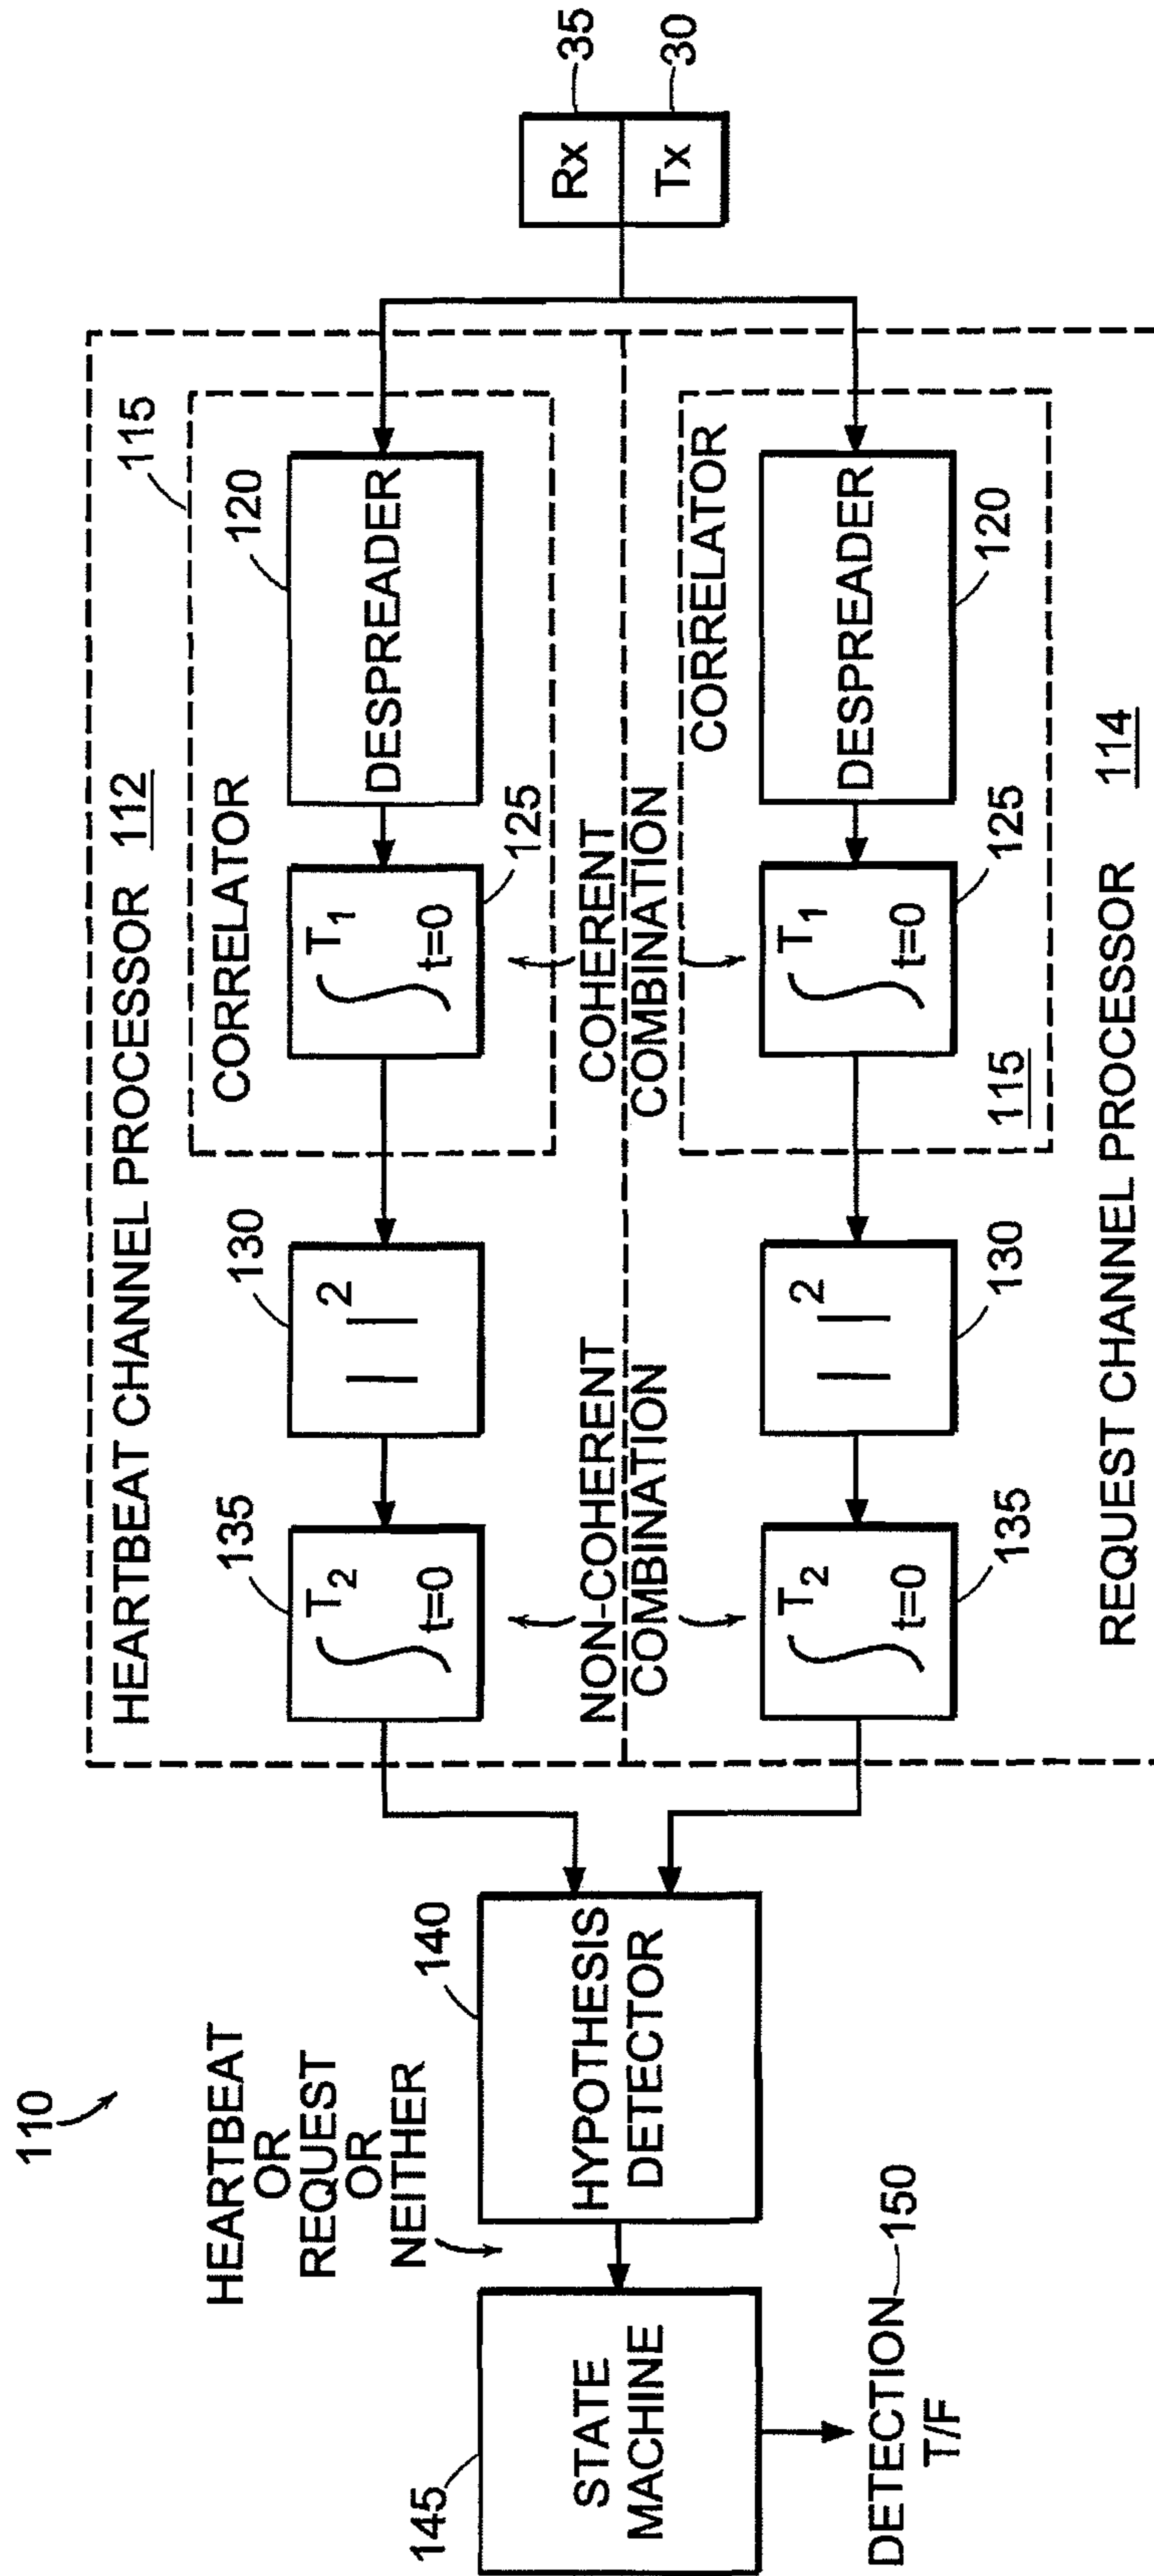 110
HEARTBEAT
OR
REQUEST
OR
NEITHER
145
STATE
MACHINE
DETECTION
T/F
150
140
HYPOTHESIS
DETECTOR
HEARTBEAT CHANNEL PROCESSOR 112
135
∫ T2 t=0
130
| | 2
CORRELATOR
115
∫ T1 t=0
125
120
DESPREADER
NON-COHERENT
COMBINATION
COHERENT
COMBINATION
∫ T2 t=0
135
| | 2
130
115
∫ T1 t=0
125
CORRELATOR
DESPREADER
120
REQUEST CHANNEL PROCESSOR 114
Rx
35
Tx
30